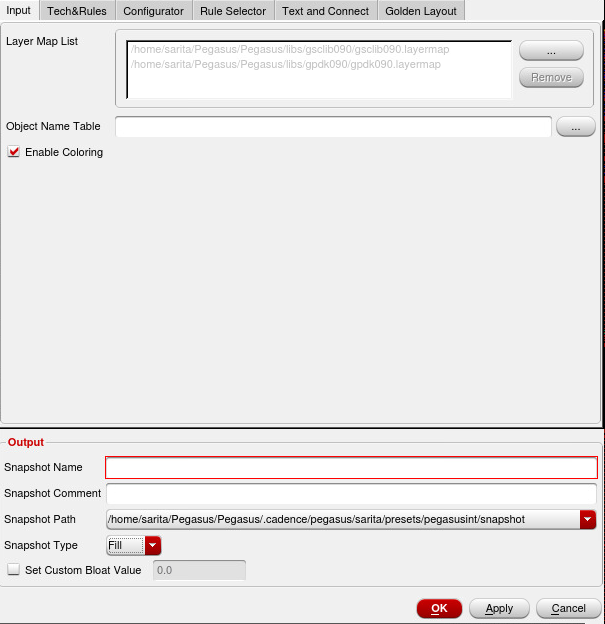 Input Tech&Rules Configurator Rule Selector Text and Connect Golden Layout
Layer Map List
/home/sarita/Pegasus/Pegasus/libs/gsclib090/gsclib090.layermap
...
/home/sarita/Pegasus/Pegasus/libs/gpdk090/gpdk090.layermap
Remove
Object Name Table
...
Enable Coloring
Output
Snapshot Name
Snapshot Comment
Snapshot Path /home/sarita/Pegasus/Pegasus/.cadence/pegasus/sarita/presets/pegasusint/snapshot
Snapshot Type Fill
Set Custom Bloat Value 0.0
OK Apply Cancel